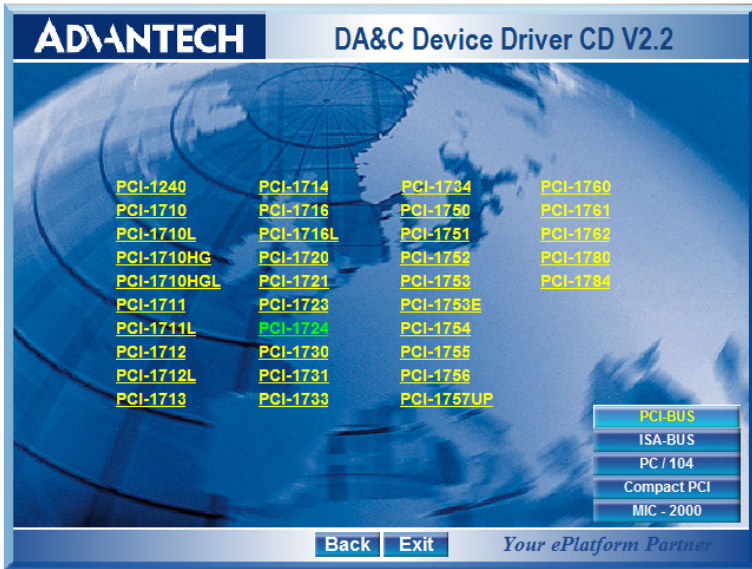 ADVANTECH
DA&C Device Driver CD V2.2
PCI-1240 PCI-1714 PCI-1734 PCI-1760
PCI-1710 PCI-1716 PCI-1750 PCI-1761
PCI-1710L PCI-1716L PCI-1751 PCI-1762
PCI-1710HG PCI-1720 PCI-1752 PCI-1780
PCI-1710HGL PCI-1721 PCI-1753 PCI-1784
PCI-1711 PCI-1723 PCI-1753E
PCI-1711L PCI-1724 PCI-1754
PCI-1712 PCI-1730 PCI-1755
PCI-1712L PCI-1731 PCI-1756
PCI-1713 PCI-1733 PCI-1757UP
PCI-BUS
ISA-BUS
PC / 104
Compact PCI
MIC - 2000
Back Exit Your ePlatform Partner